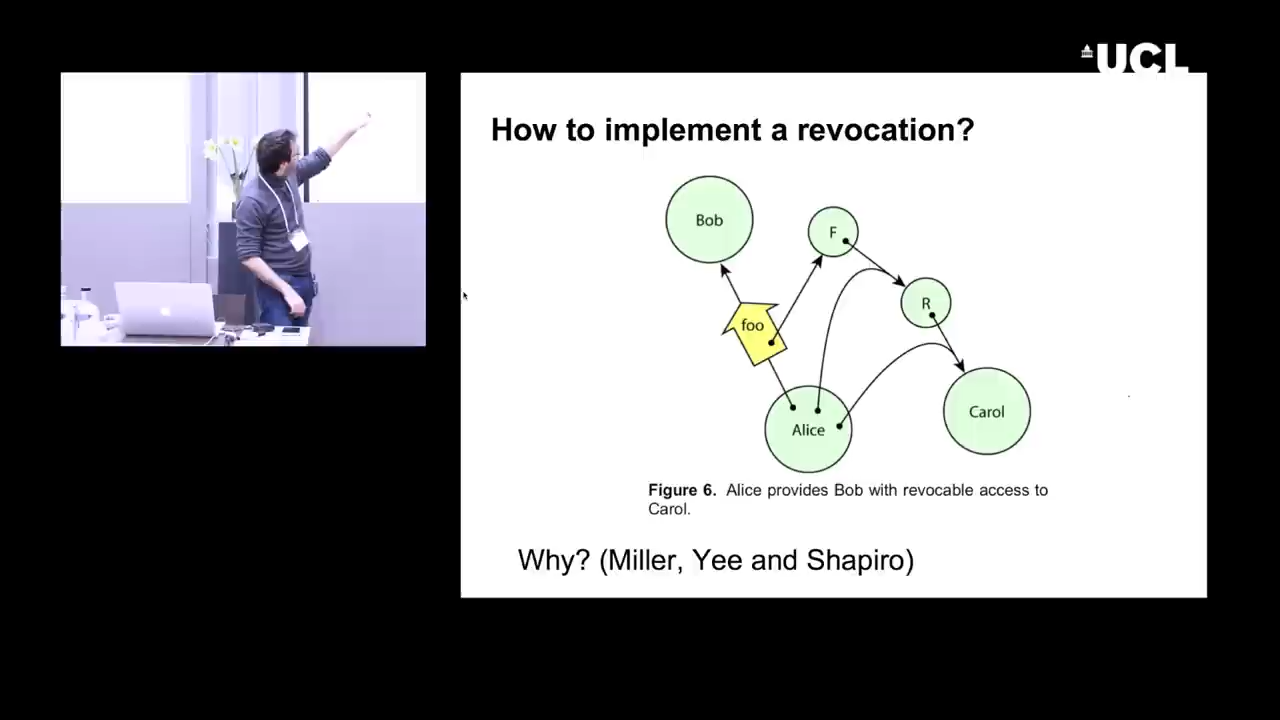 UCL
How to implement a revocation?
Bob
F
R
foo
Alice
Carol
Figure 6. Alice provides Bob with revocable access to
Carol.
Why? (Miller, Yee and Shapiro)